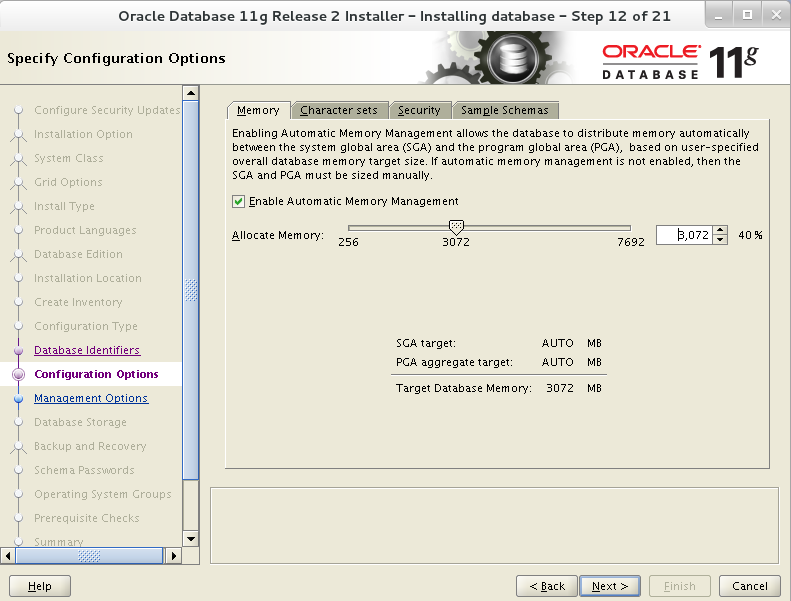 Oracle Database 11g Release 2 Installer – Installing database – Step 12 of 21
Specify Configuration Options
ORACLE
DATABASE
11g
Configure Security Updates
Installation Option
System Class
Grid Options
Install Type
Product Languages
Database Edition
Installation Location
Create Inventory
Configuration Type
Database Identifiers
Configuration Options
Management Options
Database Storage
Backup and Recovery
Schema Passwords
Operating System Groups
Prerequisite Checks
Summary
Memory Character sets Security Sample Schemas
Enabling Automatic Memory Management allows the database to distribute memory automatically
between the system global area (SGA) and the program global area (PGA), based on user-specified
overall database memory target size. If automatic memory management is not enabled, then the
SGA and PGA must be sized manually.
Enable Automatic Memory Management
Allocate Memory: 256 3072 7692 3,072 40 %
SGA target: AUTO MB
PGA aggregate target: AUTO MB
Target Database Memory: 3072 MB
Help < Back Next > Finish Cancel